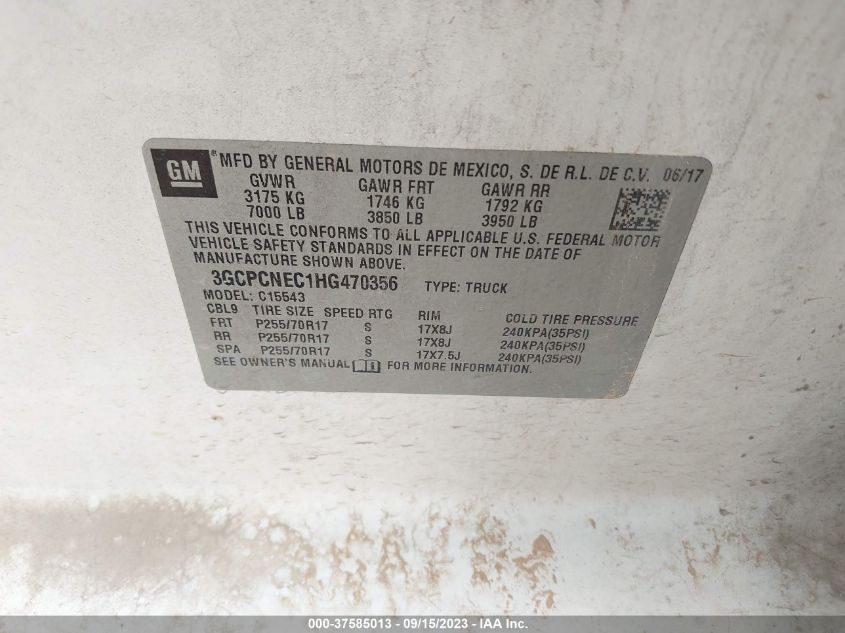 GM ® MFD BY GENERAL MOTORS DE MEXICO, S. DE R.L. DE C.V. 06/17
GVWR GAWR FRT GAWR RR
3175 KG 1746 KG 1792 KG
7000 LB 3850 LB 3950 LB
THIS VEHICLE CONFORMS TO ALL APPLICABLE U.S. FEDERAL MOTOR
VEHICLE SAFETY STANDARDS IN EFFECT ON THE DATE OF
MANUFACTURE SHOWN ABOVE.
3GCPCNEC1HG470356 TYPE: TRUCK
MODEL: C15543
CBL9 TIRE SIZE SPEED RTG RIM COLD TIRE PRESSURE
FRT P255/70R17 S 17X8J 240KPA(35PSI)
RR P255/70R17 S 17X8J 240KPA(35PSI)
SPA P255/70R17 S 17X7.5J 240KPA(35PSI)
SEE OWNER'S MANUAL FOR MORE INFORMATION.
000-37585013 - 09/15/2023 - IAA Inc.